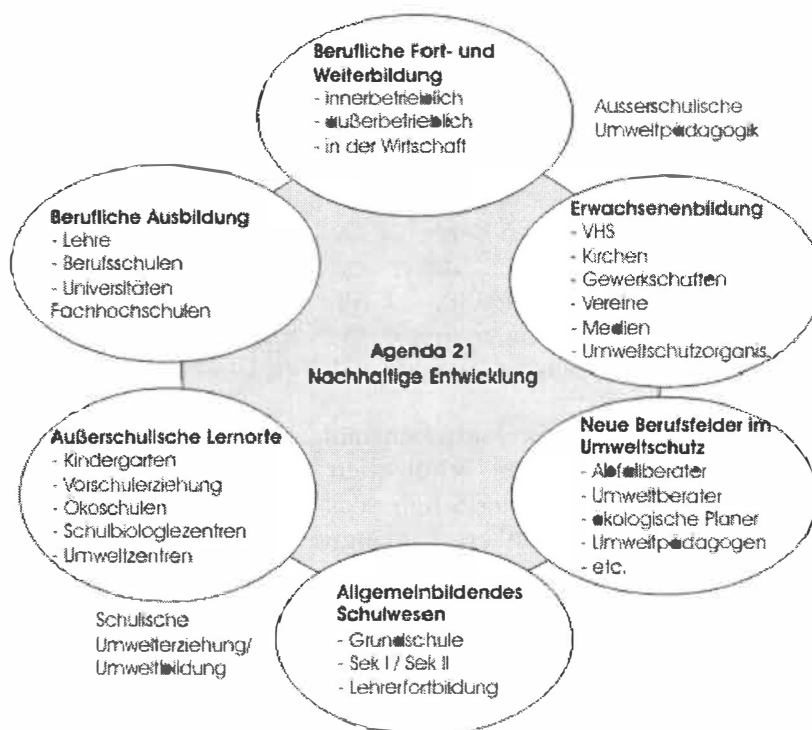 Berufliche Fort- und
Weiterbildung
- innerbetrieblich
- außerbetrieblich
- in der Wirtschaft
Ausserschulische
Umweltpädagogik
Berufliche Ausbildung
- Lehre
- Berufsschulen
- Universitäten
Fachhochschulen
Erwachsenenbildung
- VHS
- Kirchen
- Gewerkschaften
- Vereine
- Medien
- Umweltschutzorganis.
Agenda 21
Nachhaltige Entwicklung
Außerschulische Lernorte
- Kindergarten
- Vorschulerziehung
- Ökoschulen
- Schulbiologiezentren
- Umweltzentren
Neue Berufsfelder im
Umweltschutz
- Abfallberater
- Umweltberater
- ökologische Planer
- Umweltpädagogen
- etc.
Allgemeinbildendes
Schulwesen
- Grundschule
- Sek I / Sek II
- Lehrerfortbildung
Schulische
Umwelterziehung/
Umweltbildung